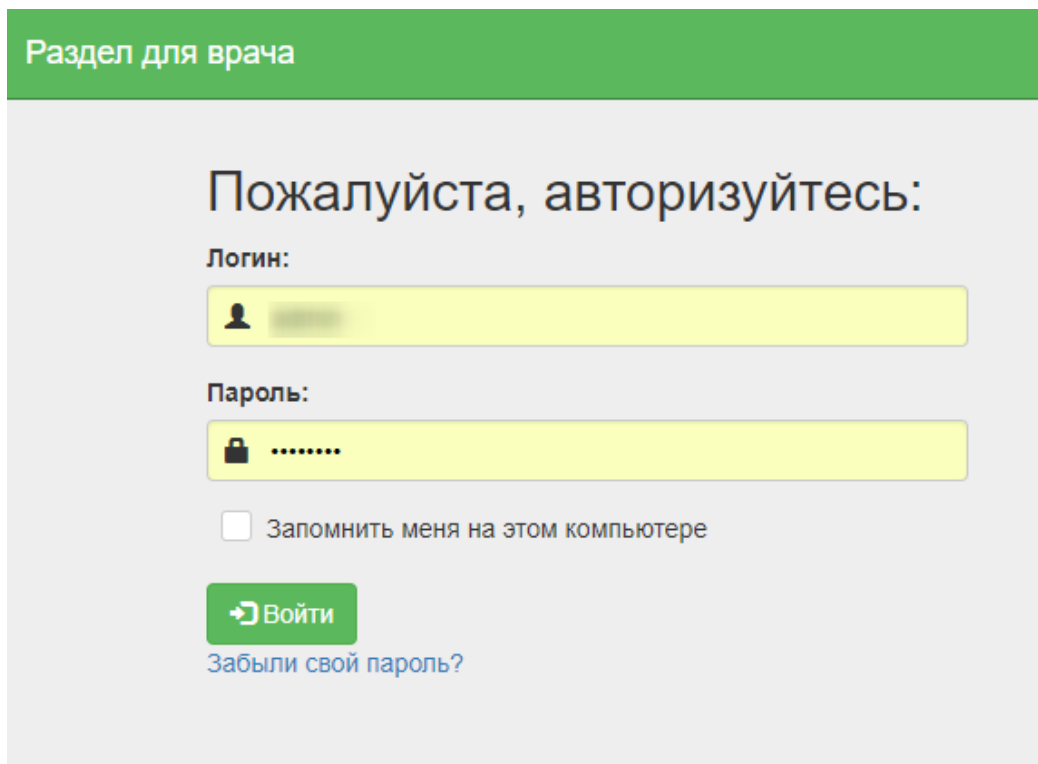 Раздел для врача
Пожалуйста, авторизуйтесь:
Логин:
Пароль:
••••••••
Запомнить меня на этом компьютере
Войти
Забыли свой пароль?